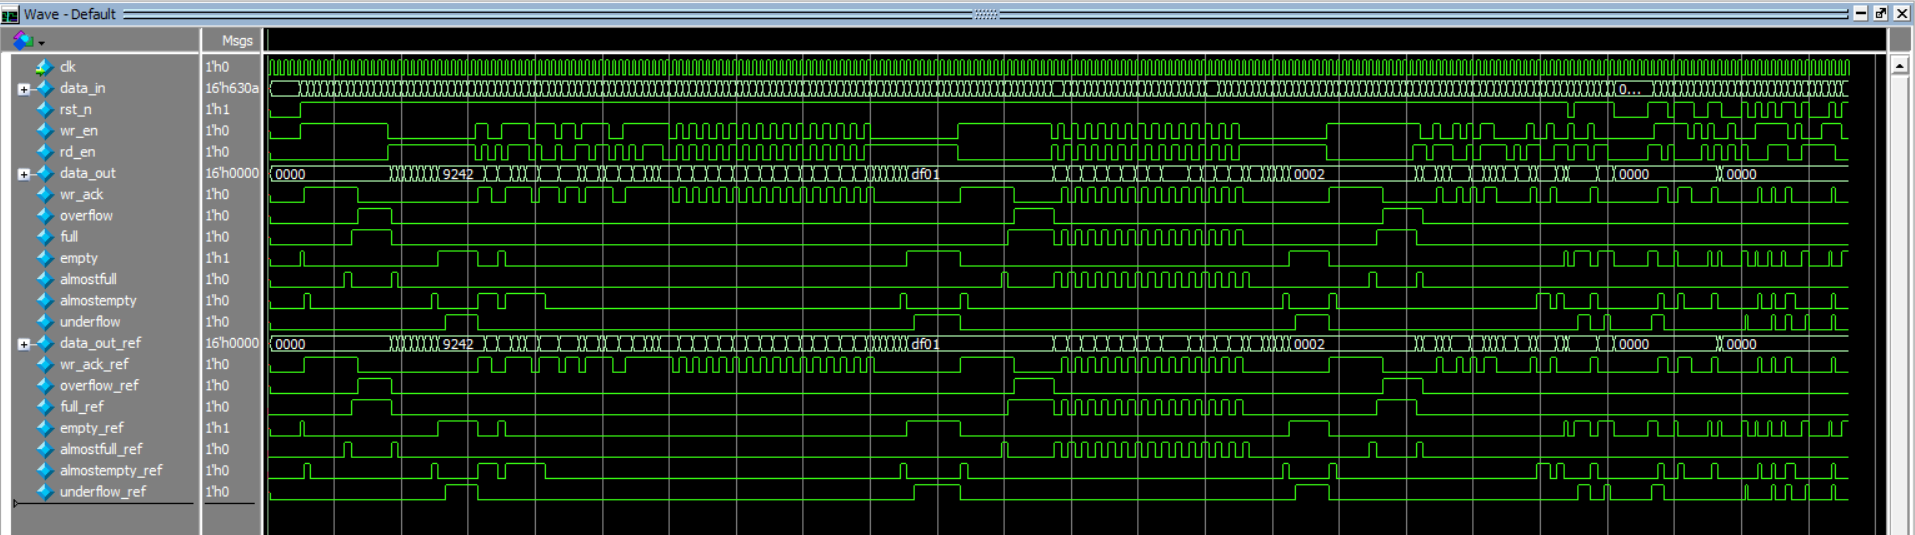 Wave - Default
Msgs
clk 1'h0
data_in 16'h630a 0...
rst_n 1'h1
wr_en 1'h0
rd_en 1'h0
data_out 16'h0000 0000 9242 df01 0002 0000 0000
wr_ack 1'h0
overflow 1'h0
full 1'h0
empty 1'h1
almostfull 1'h0
almostempty 1'h0
underflow 1'h0
data_out_ref 16'h0000 0000 9242 df01 0002 0000 0000
wr_ack_ref 1'h0
overflow_ref 1'h0
full_ref 1'h0
empty_ref 1'h1
almostfull_ref 1'h0
almostempty_ref 1'h0
underflow_ref 1'h0